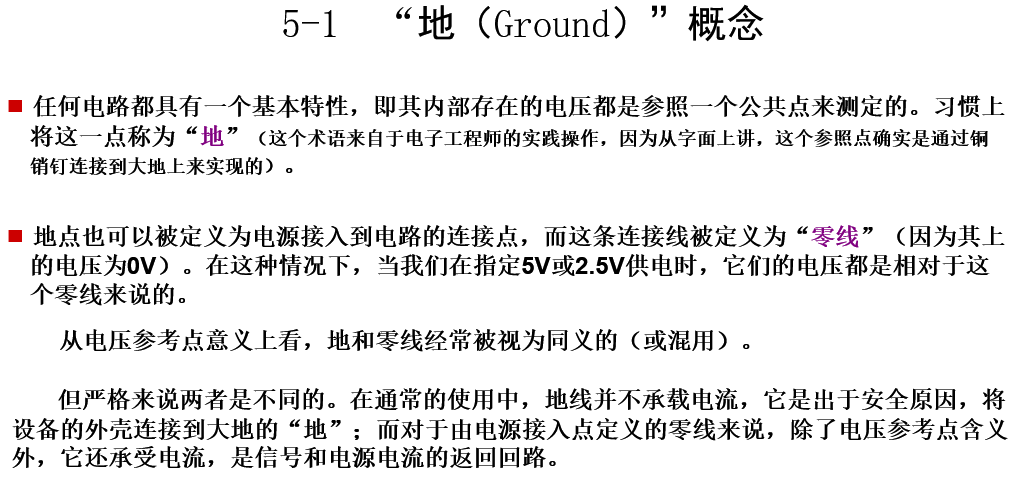 5-1 “地（Ground）”概念
■ 任何电路都具有一个基本特性，即其内部存在的电压都是参照一个公共点来测定的。习惯上
将这一点称为“地”（这个术语来自于电子工程师的实践操作，因为从字面上讲，这个参照点确实是通过铜
销钉连接到大地上来实现的）。
■ 地点也可以被定义为电源接入到电路的连接点，而这条连接线被定义为“零线”（因为其上
的电压为0V）。在这种情况下，当我们在指定5V或2.5V供电时，它们的电压都是相对于这
个零线来说的。
从电压参考点意义上看，地和零线经常被视为同义的（或混用）。
但严格来说两者是不同的。在通常的使用中，地线并不承载电流，它是出于安全原因，将
设备的外壳连接到大地的“地”；而对于由电源接入点定义的零线来说，除了电压参考点含义
外，它还承受电流，是信号和电源电流的返回回路。